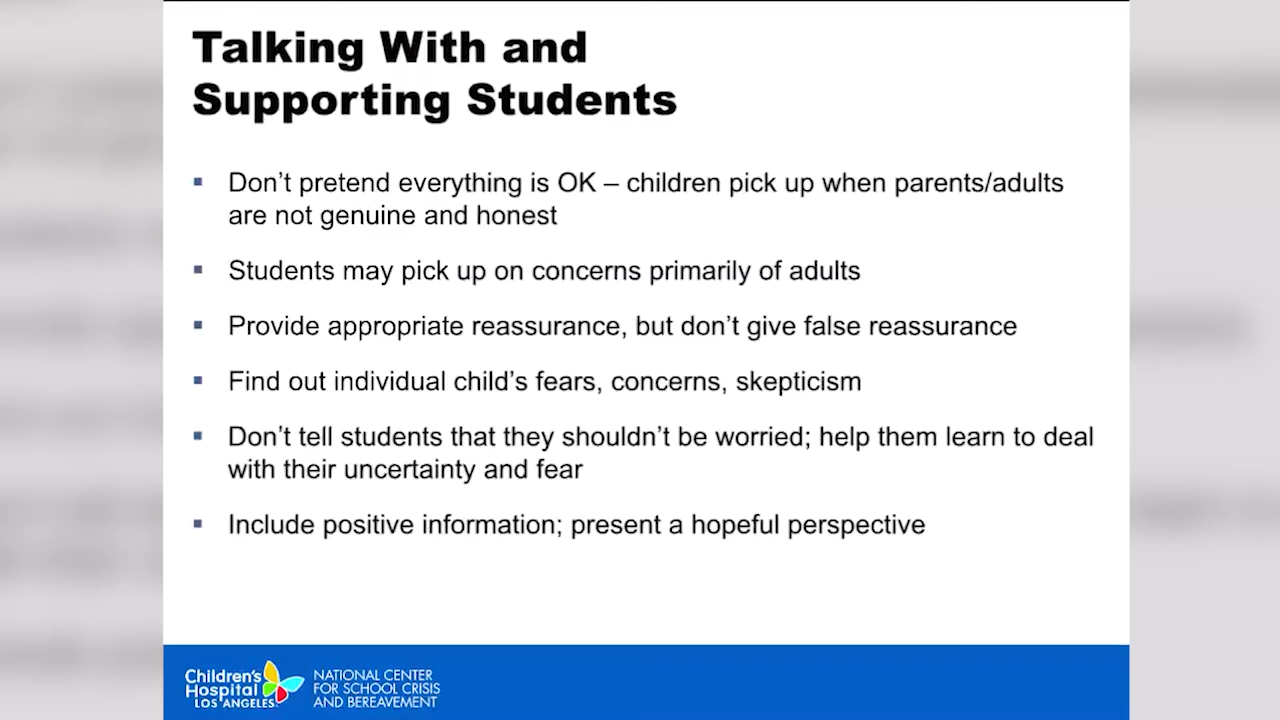 Talking With and
Supporting Students
▪ Don’t pretend everything is OK – children pick up when parents/adults
are not genuine and honest
▪ Students may pick up on concerns primarily of adults
▪ Provide appropriate reassurance, but don’t give false reassurance
▪ Find out individual child’s fears, concerns, skepticism
▪ Don’t tell students that they shouldn’t be worried; help them learn to deal
with their uncertainty and fear
▪ Include positive information; present a hopeful perspective
Children's
Hospital
LOS ANGELES
NATIONAL CENTER
FOR SCHOOL CRISIS
AND BEREAVEMENT